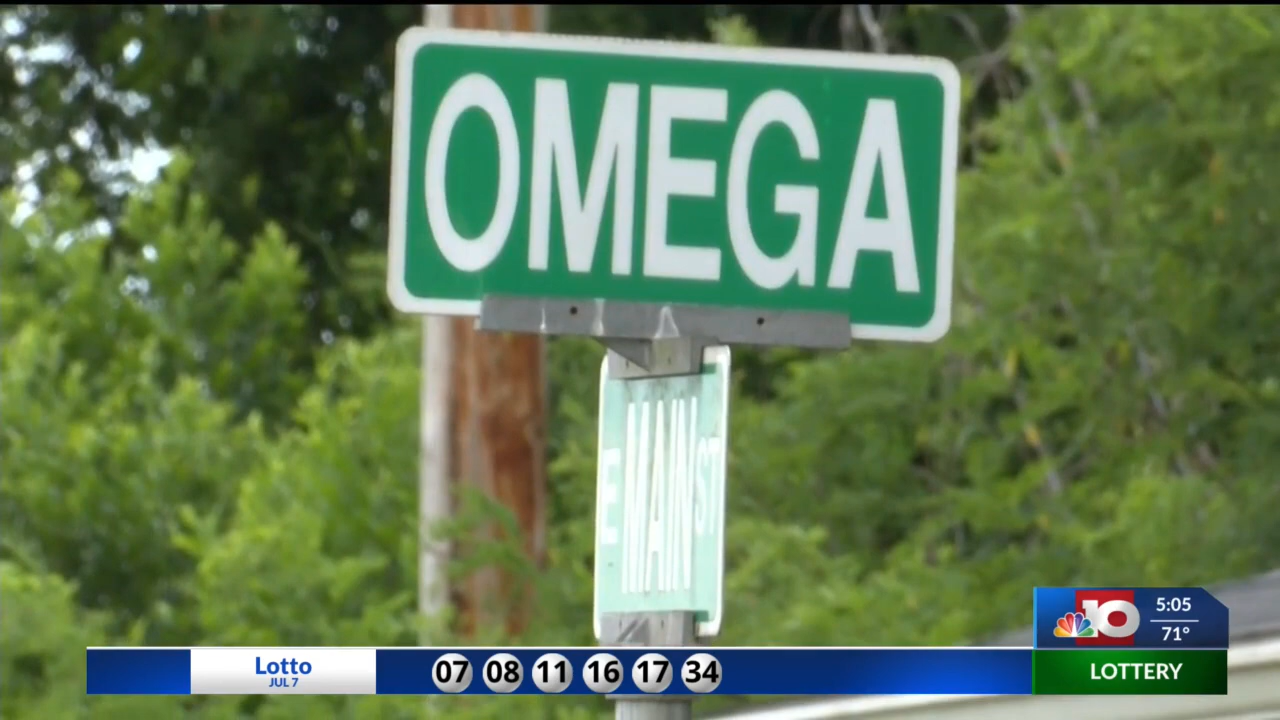 OMEGA
E MAIN ST
10
5:05
71°
Lotto
JUL 7
07 08 11 16 17 34
LOTTERY